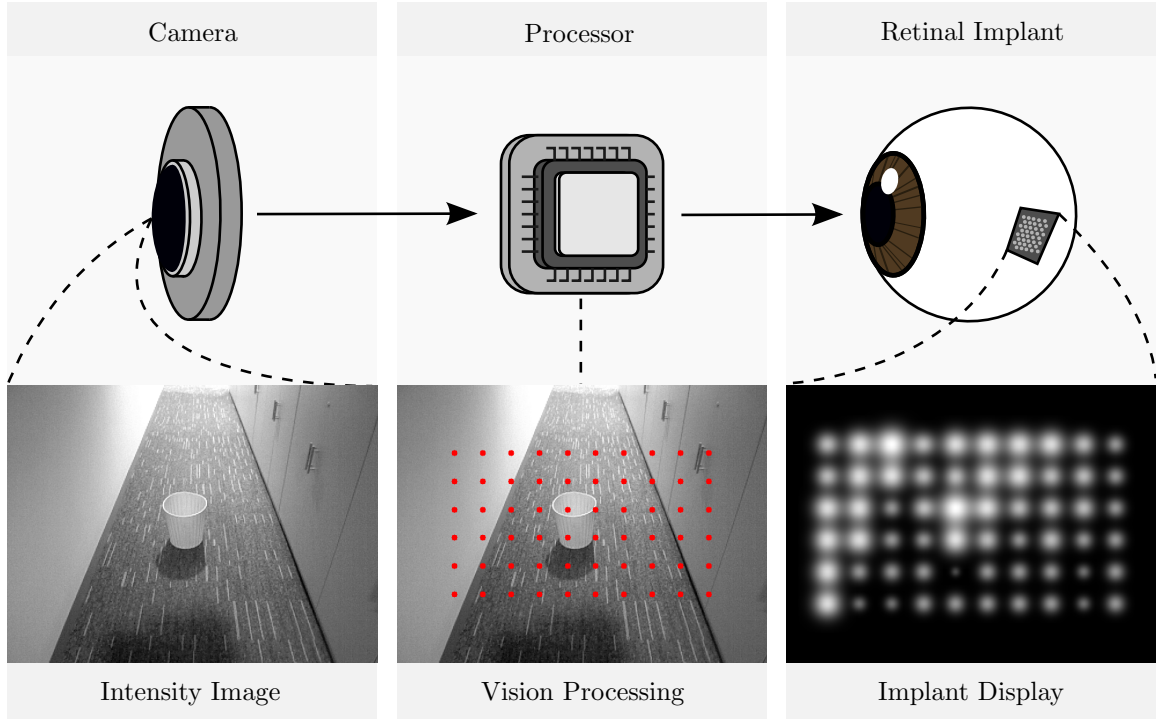 Camera
Processor
Retinal Implant
Intensity Image
Vision Processing
Implant Display